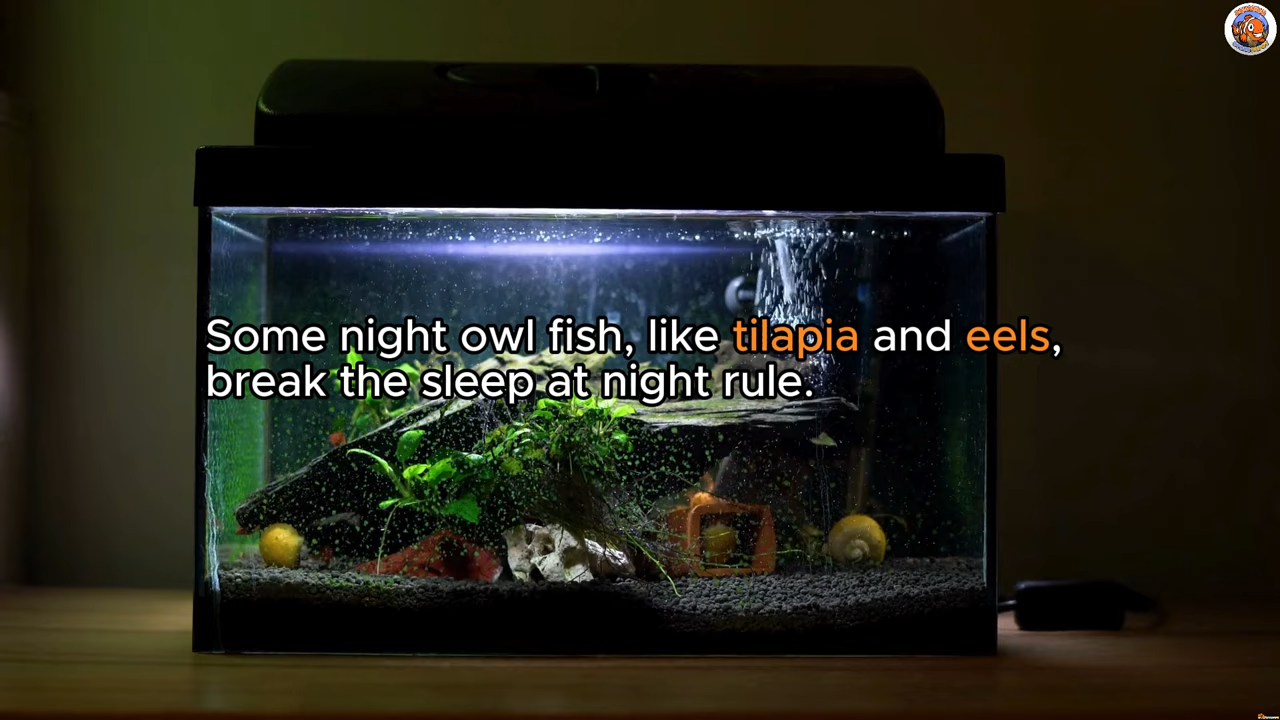 Some night owl fish, like tilapia and eels,
break the sleep at night rule.